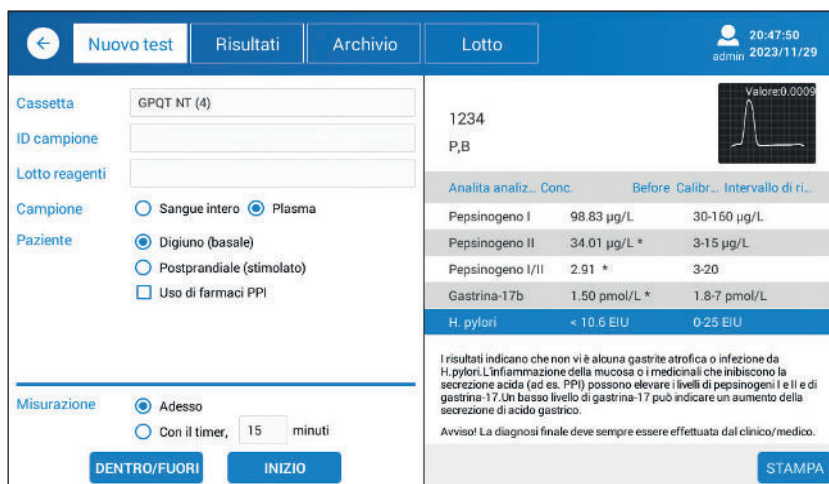 Nuovo test
Risultati
Archivio
Lotto
admin
20:47:50
2023/11/29
Cassetta
GPQT NT (4)
ID campione
Lotto reagenti
Campione
Sangue intero
Plasma
Paziente
Digiuno (basale)
Postprandiale (stimolato)
Uso di farmaci PPI
Misurazione
Adesso
Con il timer, 15 minuti
DENTRO/FUORI
INIZIO
1234
P,B
Valore:0.0009
Analita analiz... Conc. Before Calibr... Intervallo di ri...
Pepsinogeno I 98.83 µg/L 30-160 µg/L
Pepsinogeno II 34.01 µg/L * 3-15 µg/L
Pepsinogeno I/II 2.91 * 3-20
Gastrina-17b 1.50 pmol/L * 1.8-7 pmol/L
H. pylori < 10.6 EIU 0-25 EIU
I risultati indicano che non vi è alcuna gastrite atrofica o infezione da
H.pylori.L'infiammazione della mucosa o i medicinali che inibiscono la
secrezione acida (ad es. PPI) possono elevare i livelli di pepsinogeni I e II e di
gastrina-17.Un basso livello di gastrina-17 può indicare un aumento della
secrezione di acido gastrico.
Avviso! La diagnosi finale deve sempre essere effettuata dal clinico/medico.
STAMPA